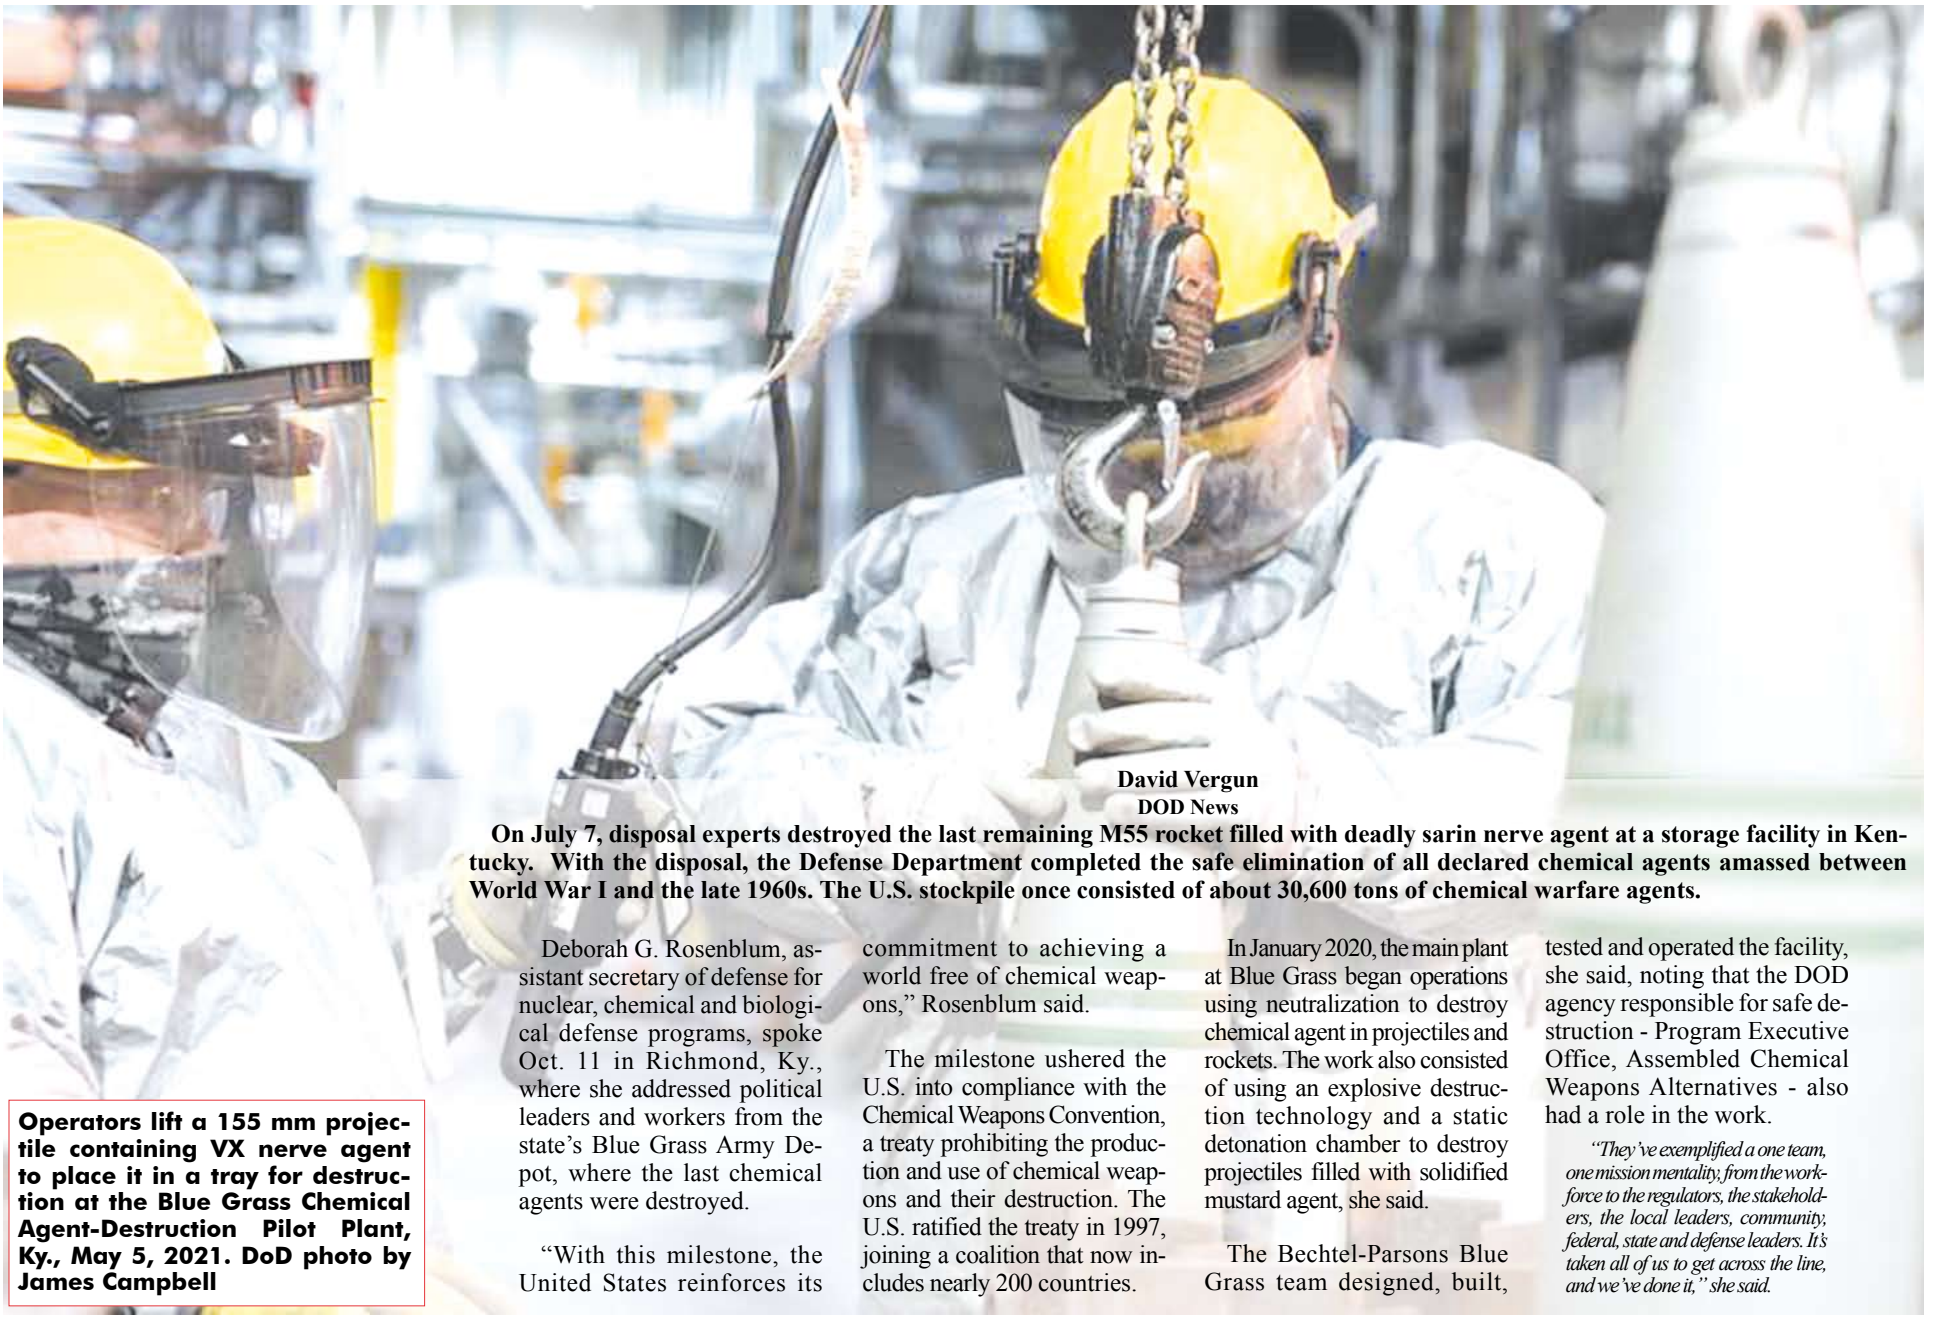 David Vergun
DOD News
On July 7, disposal experts destroyed the last remaining M55 rocket filled with deadly sarin nerve agent at a storage facility in Ken-
tucky.  With the disposal, the Defense Department completed the safe elimination of all declared chemical agents amassed between
World War I and the late 1960s. The U.S. stockpile once consisted of about 30,600 tons of chemical warfare agents.
Deborah G. Rosenblum, as-
sistant secretary of defense for
nuclear, chemical and biologi-
cal defense programs, spoke
Oct. 11 in Richmond, Ky.,
where she addressed political
leaders and workers from the
state’s Blue Grass Army De-
pot, where the last chemical
agents were destroyed.
“With this milestone, the
United States reinforces its
commitment to achieving a
world free of chemical weap-
ons,” Rosenblum said.
The milestone ushered the
U.S. into compliance with the
Chemical Weapons Convention,
a treaty prohibiting the produc-
tion and use of chemical weap-
ons and their destruction. The
U.S. ratified the treaty in 1997,
joining a coalition that now in-
cludes nearly 200 countries.
In January 2020, the main plant
at Blue Grass began operations
using neutralization to destroy
chemical agent in projectiles and
rockets. The work also consisted
of using an explosive destruc-
tion technology and a static
detonation chamber to destroy
projectiles filled with solidified
mustard agent, she said.
The Bechtel-Parsons Blue
Grass team designed, built,
tested and operated the facility,
she said, noting that the DOD
agency responsible for safe de-
struction - Program Executive
Office, Assembled Chemical
Weapons Alternatives - also
had a role in the work.
“They’ve exemplified a one team,
one mission mentality, from the work-
force to the regulators, the stakehold-
ers, the local leaders, community,
federal, state and defense leaders. It’s
taken all of us to get across the line,
and we’ve done it,” she said.
Operators lift a 155 mm projec-
tile containing VX nerve agent
to place it in a tray for destruc-
tion at the Blue Grass Chemical
Agent-Destruction Pilot Plant,
Ky., May 5, 2021. DoD photo by
James Campbell